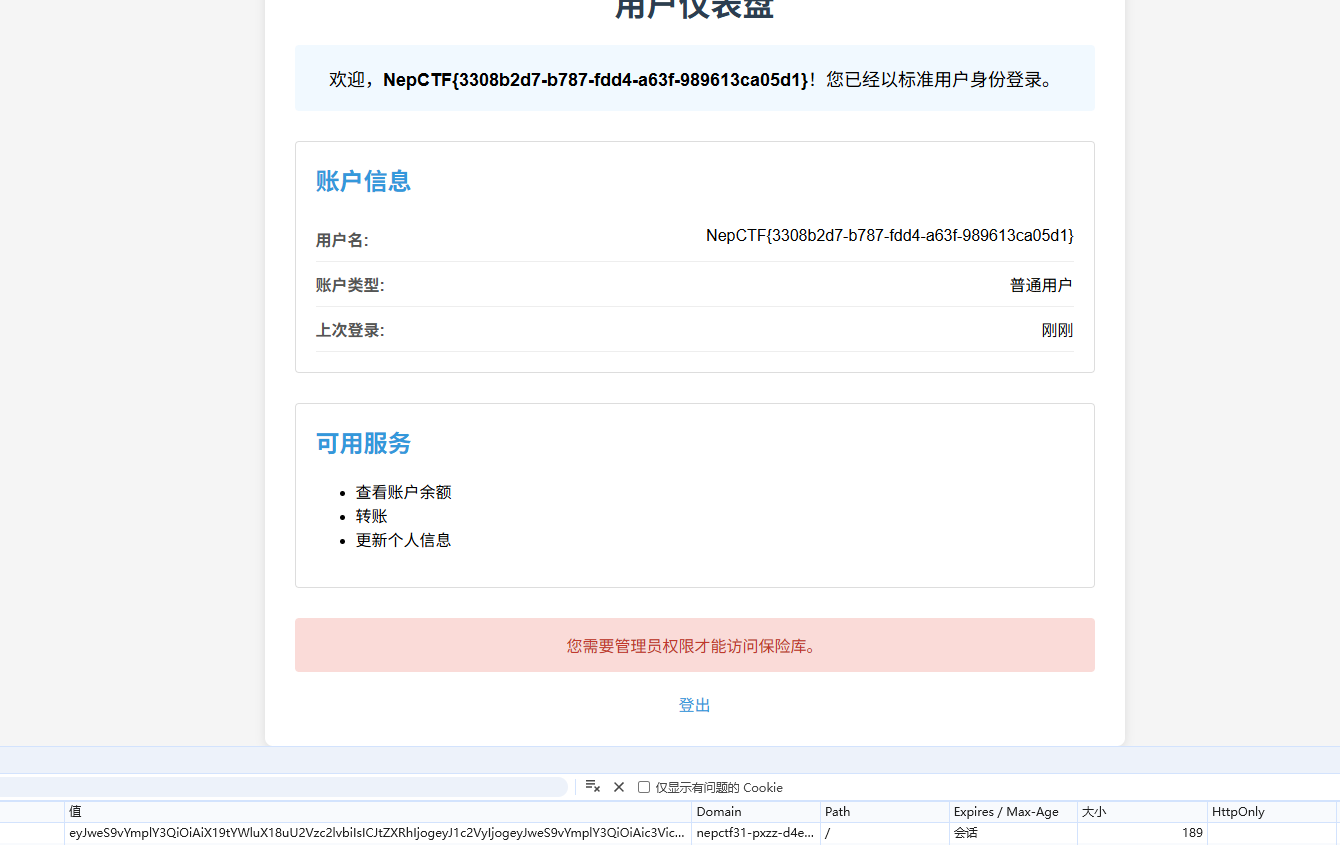 用户仪表盘
欢迎，NepCTF{3308b2d7-b787-fdd4-a63f-989613ca05d1}！您已经以标准用户身份登录。
账户信息
用户名: NepCTF{3308b2d7-b787-fdd4-a63f-989613ca05d1}
账户类型: 普通用户
上次登录: 刚刚
可用服务
查看账户余额
转账
更新个人信息
您需要管理员权限才能访问保险库。
登出
仅显示有问题的 Cookie
值 Domain Path Expires / Max-Age 大小 HttpOnly
eyJweS9vYmplY3QiOiAiX19tYWluX18uU2Vzc2lvbiIsICJtZXRhIjogeyJ1c2VyIjogeyJweS9vYmplY3QiOiAic3Vic... nepctf31-pxzz-d4e... / 会话 189